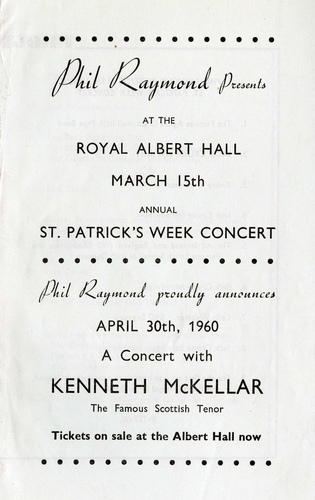 Phil Raymond Presents
AT THE
ROYAL ALBERT HALL
MARCH 15th
ANNUAL
ST. PATRICK'S WEEK CONCERT
Phil Raymond proudly announces
APRIL 30th, 1960
A Concert with
KENNETH McKELLAR
The Famous Scottish Tenor
Tickets on sale at the Albert Hall now